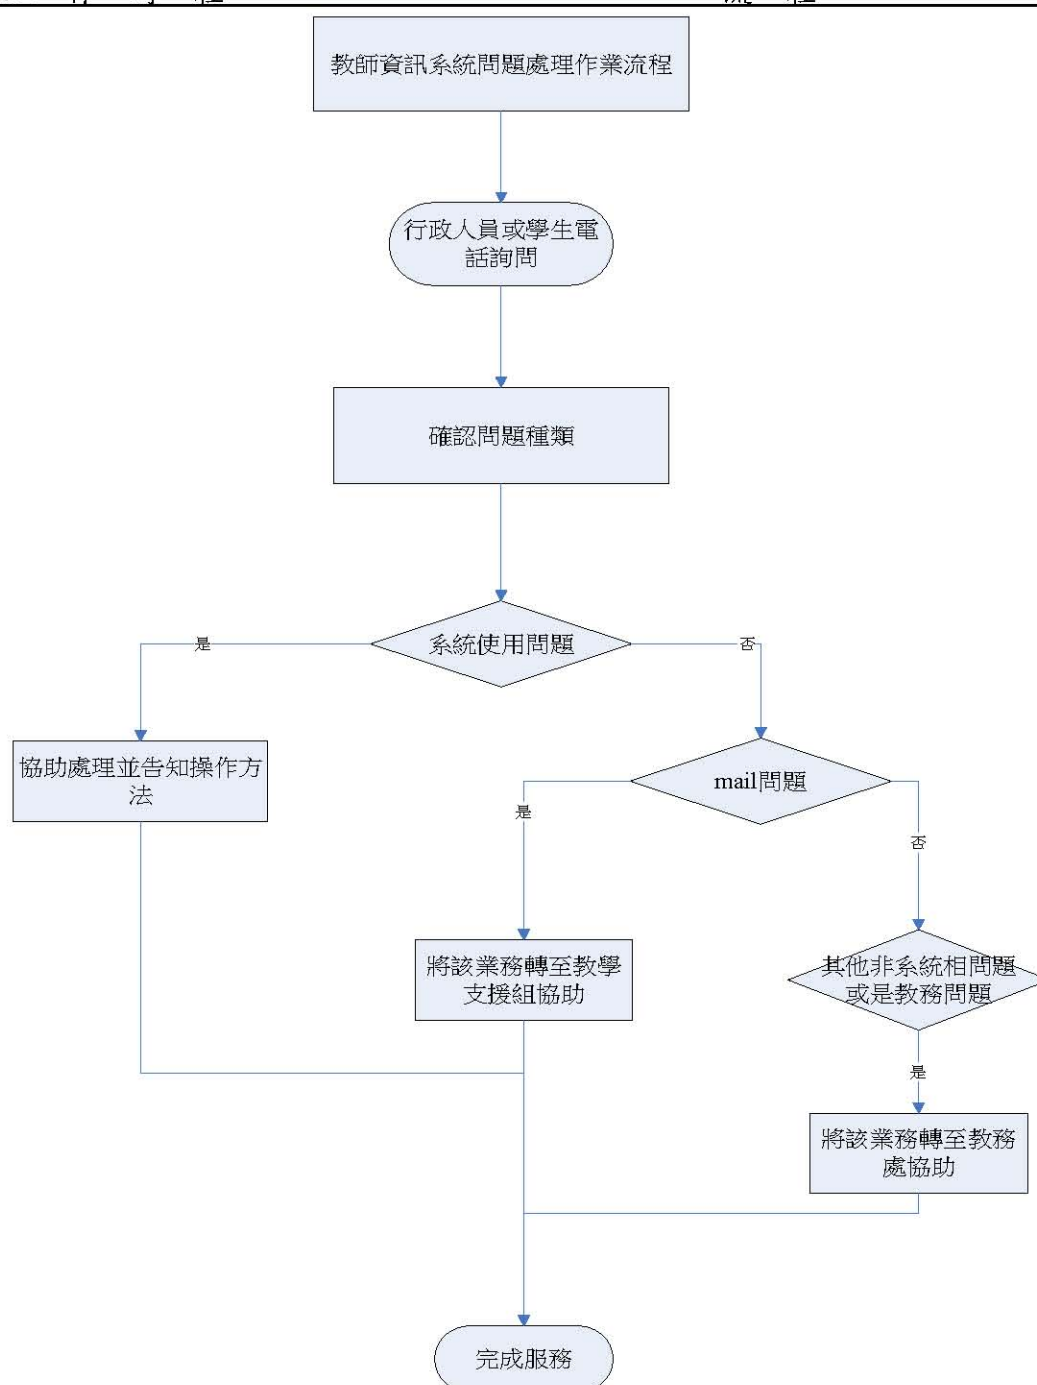 教師資訊系統問題處理作業流程
行政人員或學生電
話詢問
確認問題種類
系統使用問題
是
否
協助處理並告知操作方
法
mail問題
是
否
將該業務轉至教學
支援組協助
其他非系統相問題
或是教務問題
是
將該業務轉至教務
處協助
完成服務